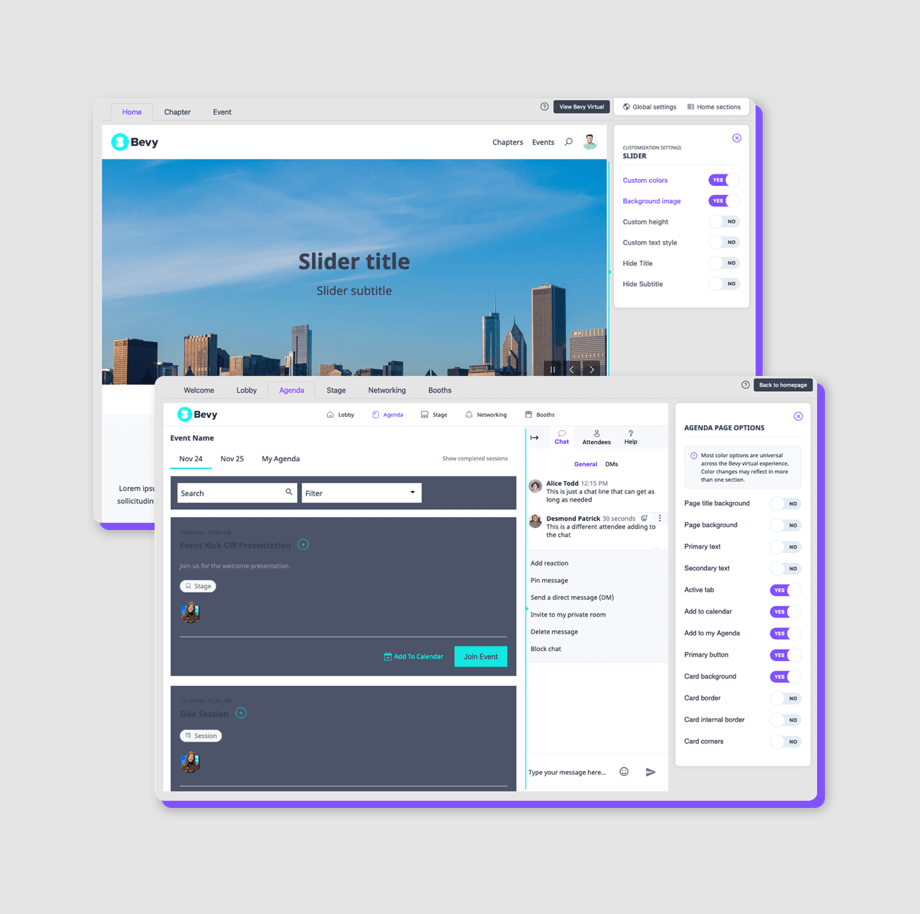 Home Chapter Event
View Bevy Virtual
Global settings Home sections
Bevy
Chapters Events
CUSTOMIZATION SETTINGS
SLIDER
Custom colors YES
Background image YES
Custom height NO
Custom text style NO
Hide Title NO
Hide Subtitle NO
Slider title
Slider subtitle
Lorem ipsu
sollicitudin
Welcome Lobby Agenda Stage Networking Booths
Back to homepage
Bevy
Lobby Agenda Stage Networking Booths
Event Name
Nov 24 Nov 25 My Agenda
Show completed sessions
Search
Filter
Event Kick Off Presentation
Join us for the welcome presentation.
Stage
Add To Calendar
Join Event
Side Session
Session
Chat Attendees Help
General DMs
Alice Todd 12:15 PM
This is just a chat line that can get as
long as needed
Desmond Patrick 30 seconds
This is a different attendee adding to
the chat
Add reaction
Pin message
Send a direct message (DM)
Invite to my private room
Delete message
Block chat
Type your message here...
AGENDA PAGE OPTIONS
Most color options are universal
across the Bevy virtual experience.
Color changes may reflect in more
than one section.
Page title background NO
Page background NO
Primary text NO
Secondary text NO
Active tab YES
Add to calendar YES
Add to my Agenda YES
Primary button YES
Card background YES
Card border NO
Card internal border NO
Card corners NO